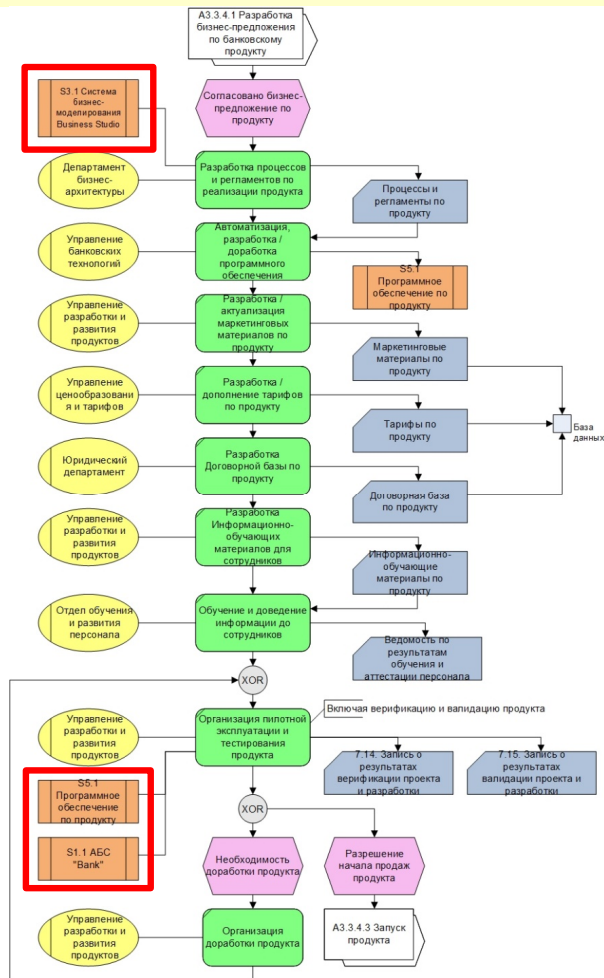 А3.3.4.1 Разработка
бизнес-предложения
по банковскому
продукту
S3.1 Система
бизнес-
моделирования
Business Studio
Согласовано бизнес-
предложение по
продукту
Департамент
бизнес-
архитектуры
Разработка процессов
и регламентов по
реализации продукта
Процессы и
регламенты по
продукту
Управление
банковских
технологий
Автоматизация,
разработка /
доработка
программного
обеспечения
S5.1
Программное
обеспечение по
продукту
Управление
разработки и
развития
продуктов
Разработка /
актуализация
маркетинговых
материалов по
продукту
Маркетинговые
материалы по
продукту
Управление
ценообразовани
я и тарифов
Разработка /
дополнение тарифов
по продукту
Тарифы по
продукту
База
данных
Юридический
департамент
Разработка
Договорной базы по
продукту
Договорная база
по продукту
Управление
разработки и
развития
продуктов
Разработка
Информационно-
обучающих
материалов для
сотрудников
Информационно-
обучающие
материалы по
продукту
Отдел обучения
и развития
персонала
Обучение и доведение
информации до
сотрудников
Ведомость по
результатам
обучения и
аттестации персонала
XOR
Включая верификацию и валидацию продукта
Управление
разработки и
развития
продуктов
Организация пилотной
эксплуатации и
тестирования
продукта
7.14. Запись о
результатах
верификации проекта
и разработки
7.15. Запись о
результатах
валидации проекта и
разработки
S5.1
Программное
обеспечение
по продукту
XOR
S1.1 АБС
"Bank"
Необходимость
доработки продукта
Разрешение
начала продаж
продукта
Управление
разработки и
развития
продуктов
Организация
доработки продукта
А3.3.4.3 Запуск
продукта